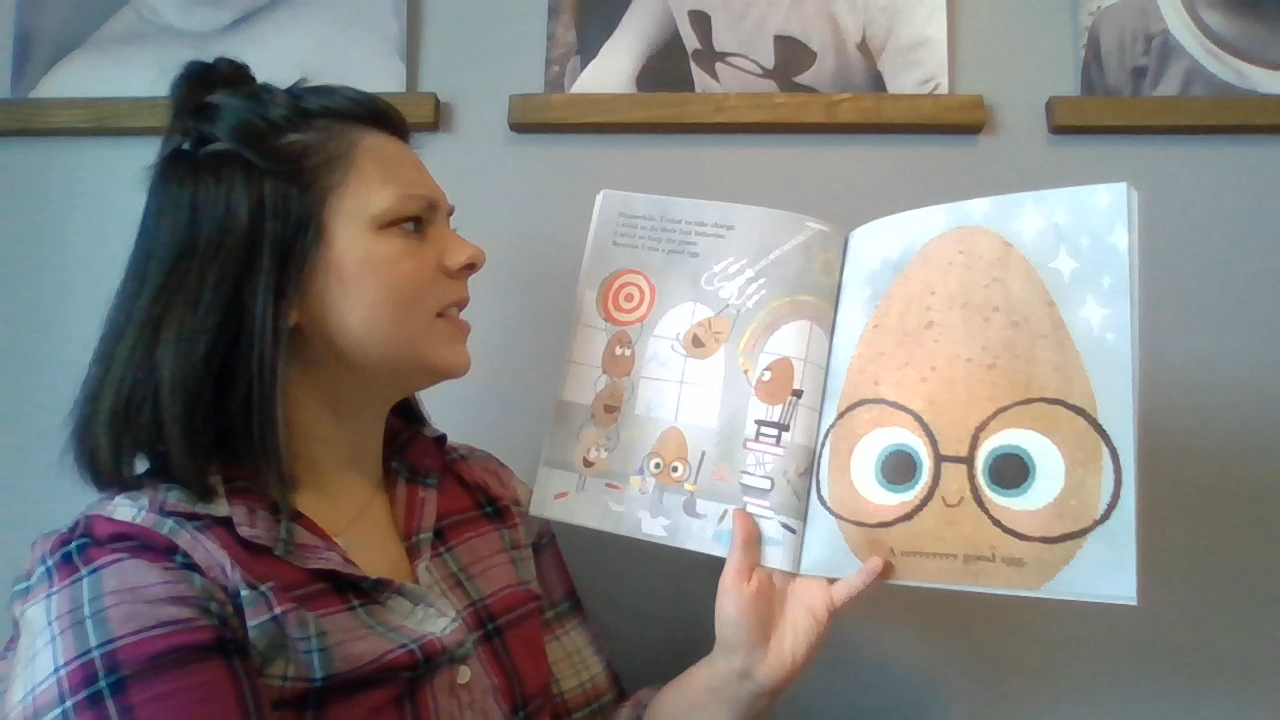 Meanwhile, I tried to take charge.
I tried to fix their bad behavior.
I tried to keep the peace.
Because I was a good egg.
A verrrrrrry good egg.